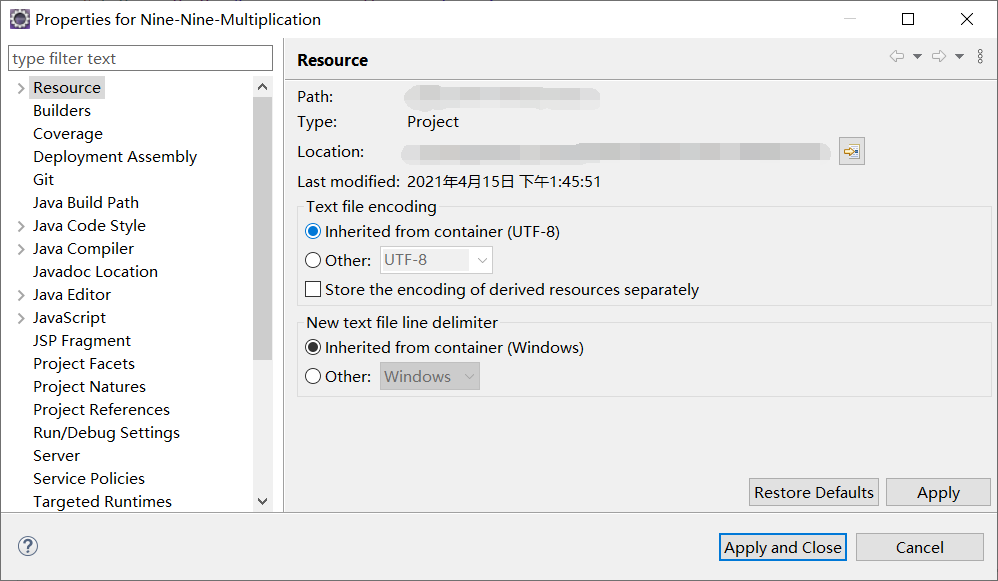 Properties for Nine-Nine-Multiplication
type filter text
Resource
Builders
Coverage
Deployment Assembly
Git
Java Build Path
Java Code Style
Java Compiler
Javadoc Location
Java Editor
JavaScript
JSP Fragment
Project Facets
Project Natures
Project References
Run/Debug Settings
Server
Service Policies
Targeted Runtimes
Resource
Path:
Type: Project
Location:
Last modified: 2021年4月15日 下午1:45:51
Text file encoding
Inherited from container (UTF-8)
Other: UTF-8
Store the encoding of derived resources separately
New text file line delimiter
Inherited from container (Windows)
Other: Windows
Restore Defaults Apply
? Apply and Close Cancel